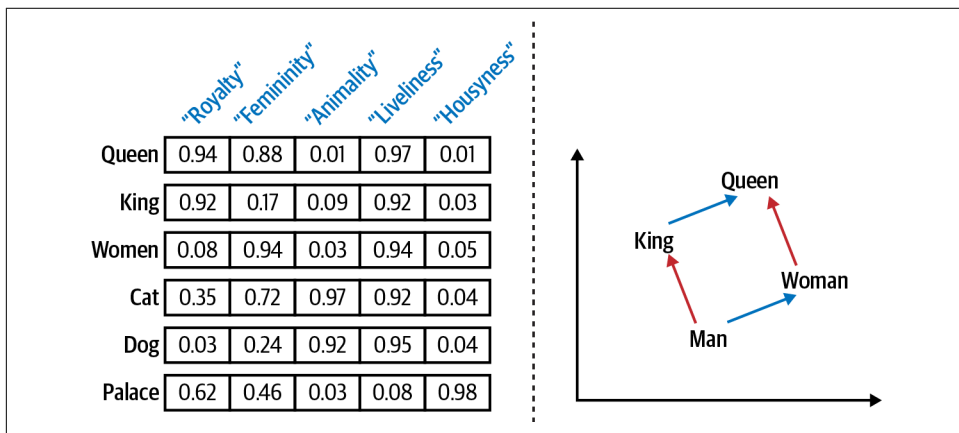 "Royalty" "Femininity" "Animality" "Liveliness" "Housyness"
Queen 0.94 0.88 0.01 0.97 0.01
King 0.92 0.17 0.09 0.92 0.03
Women 0.08 0.94 0.03 0.94 0.05
Cat 0.35 0.72 0.97 0.92 0.04
Dog 0.03 0.24 0.92 0.95 0.04
Palace 0.62 0.46 0.03 0.08 0.98
Queen
King
Woman
Man